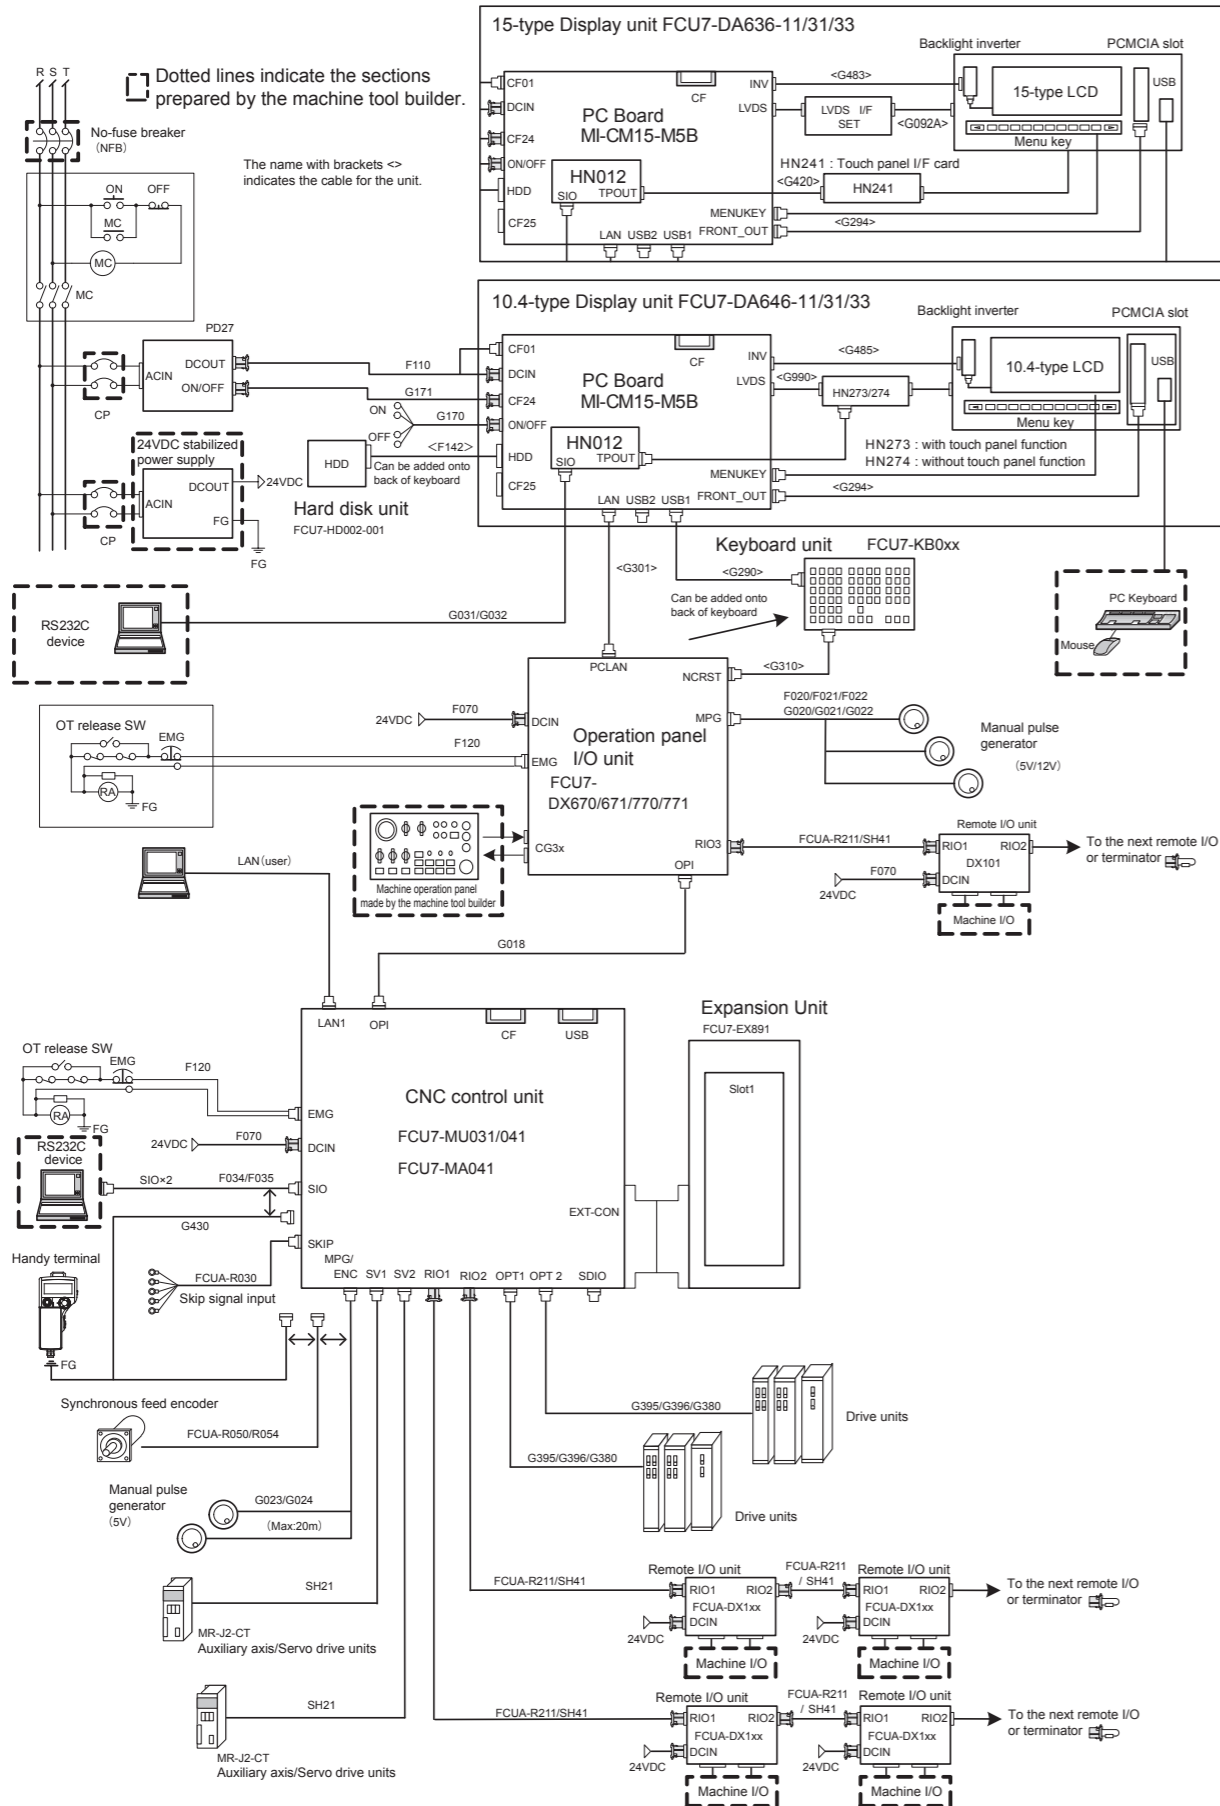 15-type Display unit FCU7-DA636-11/31/33
Backlight inverter
PCMCIA slot
R S T
Dotted lines indicate the sections
prepared by the machine tool builder.
CF01
CF
INV
<G483>
USB
DCIN
PC Board
MI-CM15-M5B
LVDS
LVDS I/F
SET
<G092A>
15-type LCD
Menu key
No-fuse breaker
(NFB)
CF24
ON/OFF
The name with brackets <>
indicates the cable for the unit.
HN241 : Touch panel I/F card
HN012
SIO
TPOUT
<G420>
HN241
HDD
CF25
MENUKEY
FRONT_OUT
<G294>
LAN USB2 USB1
ON
OFF
MC
MC
MC
10.4-type Display unit FCU7-DA646-11/31/33
Backlight inverter
PCMCIA slot
PD27
DCOUT
ACIN
ON/OFF
CP
F110
G171
ON
G170
OFF
<F142>
CF01
DCIN
CF24
ON/OFF
HDD
CF25
CF
PC Board
MI-CM15-M5B
INV
LVDS
<G485>
<G990>
HN273/274
10.4-type LCD
USB
Menu key
HN012
SIO
TPOUT
HN273 : with touch panel function
HN274 : without touch panel function
MENUKEY
FRONT_OUT
<G294>
LAN USB2 USB1
24VDC stabilized
power supply
DCOUT
24VDC
ACIN
FG
CP
FG
HDD
Can be added onto
back of keyboard
Hard disk unit
FCU7-HD002-001
Keyboard unit
FCU7-KB0xx
<G301>
<G290>
Can be added onto
back of keyboard
PC Keyboard
Mouse
RS232C
device
G031/G032
PCLAN
NCRST
<G310>
24VDC
F070
DCIN
MPG
F020/F021/F022
G020/G021/G022
Manual pulse
generator
(5V/12V)
OT release SW
EMG
RA
FG
F120
EMG
Operation panel
I/O unit
FCU7-
DX670/671/770/771
Machine operation panel
made by the machine tool builder
CG3x
RIO3
OPI
FCUA-R211/SH41
Remote I/O unit
RIO1
RIO2
DX101
DCIN
F070
24VDC
Machine I/O
To the next remote I/O
or terminator
LAN(user)
G018
LAN1
OPI
CF
USB
Expansion Unit
FCU7-EX891
Slot1
OT release SW
EMG
F120
RA
FG
EMG
CNC control unit
FCU7-MU031/041
FCU7-MA041
24VDC
F070
DCIN
RS232C
device
SIO×2
F034/F035
SIO
G430
EXT-CON
SKIP
Handy terminal
FCUA-R030
Skip signal input
FG
MPG/
ENC SV1 SV2 RIO1 RIO2 OPT1 OPT 2 SDIO
Synchronous feed encoder
FCUA-R050/R054
G395/G396/G380
Drive units
G395/G396/G380
Drive units
Manual pulse
generator
(5V)
G023/G024
(Max:20m)
SH21
MR-J2-CT
Auxiliary axis/Servo drive units
FCUA-R211/SH41
Remote I/O unit
RIO1
RIO2
FCUA-DX1xx
DCIN
24VDC
Machine I/O
FCUA-R211
/ SH41
Remote I/O unit
RIO1
RIO2
FCUA-DX1xx
DCIN
24VDC
Machine I/O
To the next remote I/O
or terminator
SH21
MR-J2-CT
Auxiliary axis/Servo drive units
FCUA-R211/SH41
Remote I/O unit
RIO1
RIO2
FCUA-DX1xx
DCIN
24VDC
Machine I/O
FCUA-R211
/ SH41
Remote I/O unit
RIO1
RIO2
FCUA-DX1xx
DCIN
24VDC
Machine I/O
To the next remote I/O
or terminator